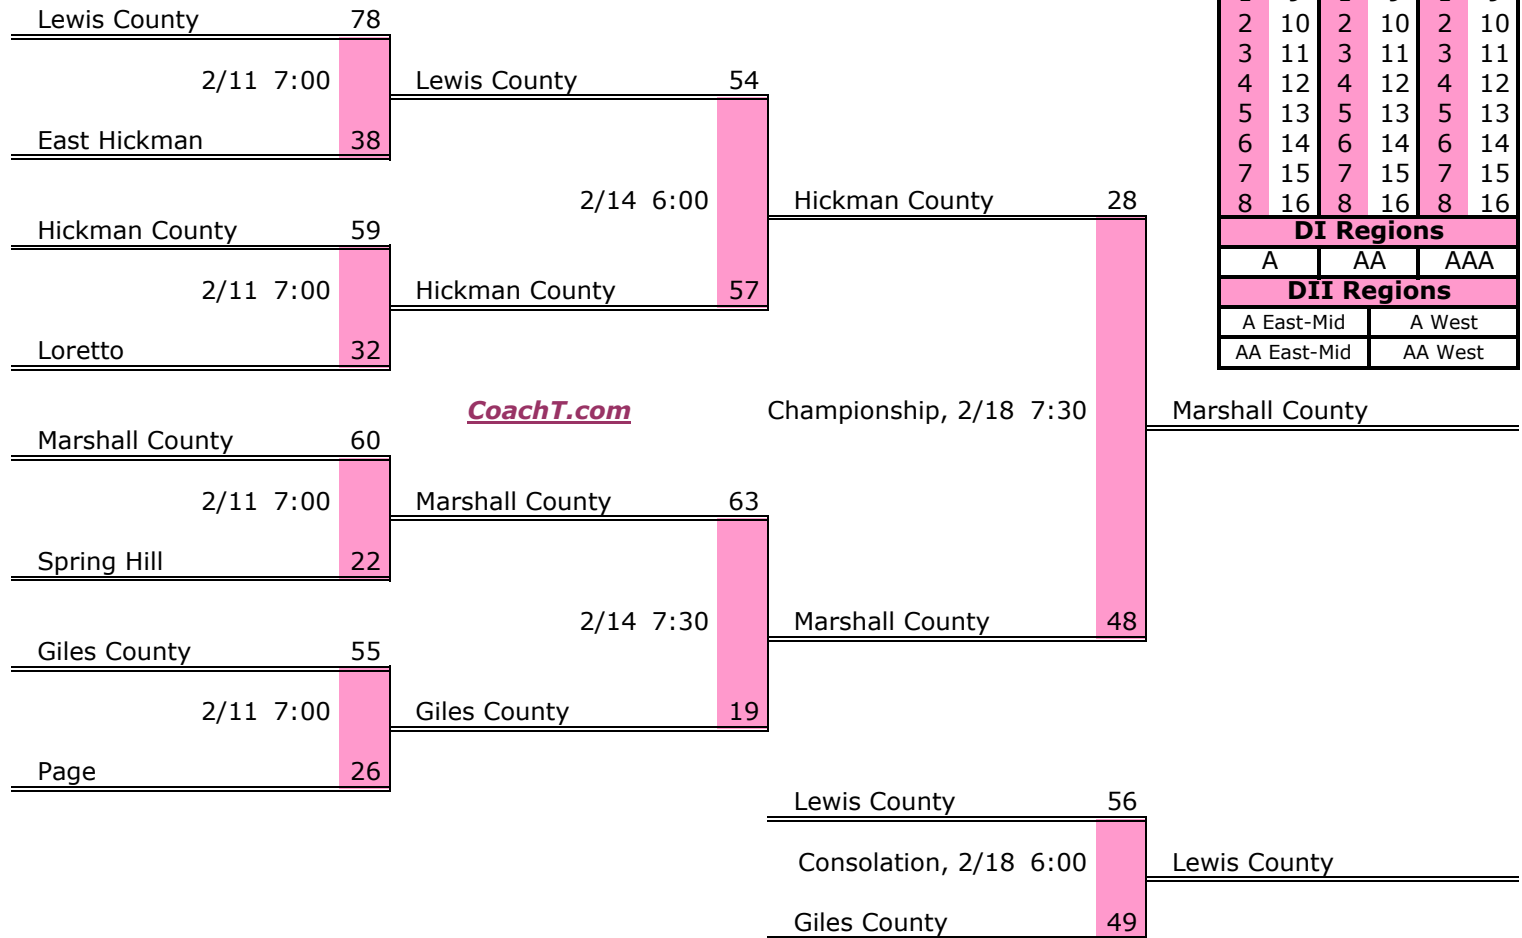 Lewis County 78
2/11 7:00
East Hickman 38
Lewis County 54
Hickman County 59
2/11 7:00
Loretto 32
2/14 6:00
Hickman County 57
Hickman County 28
CoachT.com
Championship, 2/18 7:30
Marshall County
Marshall County 60
2/11 7:00
Spring Hill 22
Marshall County 63
2/14 7:30
Marshall County 48
Giles County 55
2/11 7:00
Page 26
Giles County 19
Lewis County 56
Consolation, 2/18 6:00
Lewis County
Giles County 49
2 10 2 10 2 10
3 11 3 11 3 11
4 12 4 12 4 12
5 13 5 13 5 13
6 14 6 14 6 14
7 15 7 15 7 15
8 16 8 16 8 16
DI Regions
A AA AAA
DII Regions
A East-Mid A West
AA East-Mid AA West